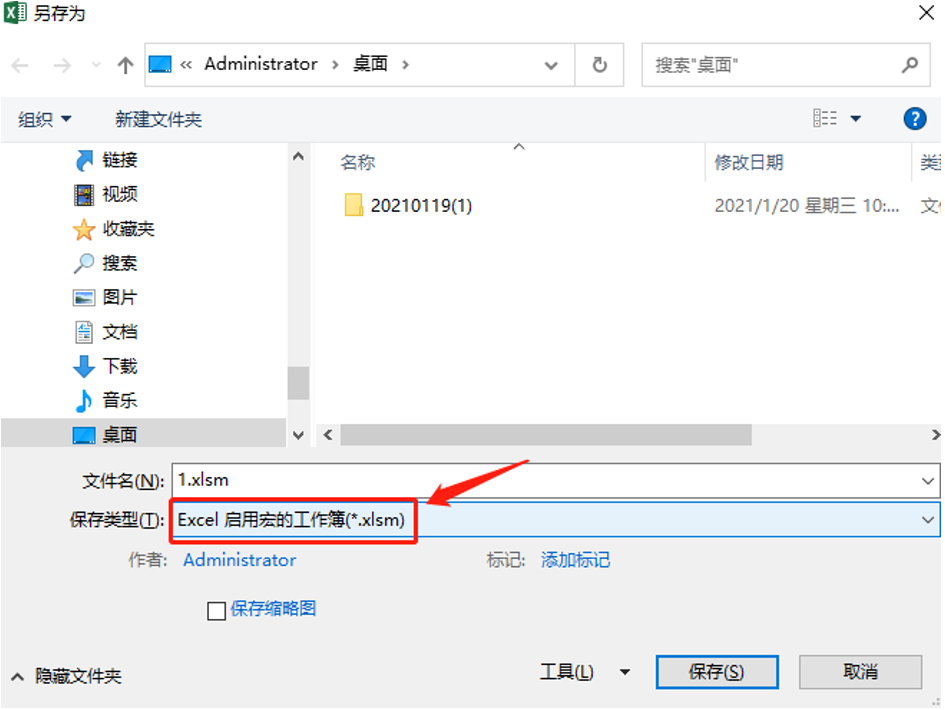 另存为
« Administrator › 桌面 ›
搜索"桌面"
组织
新建文件夹
链接
视频
收藏夹
搜索
图片
文档
下载
音乐
桌面
名称 修改日期
20210119(1) 2021/1/20 星期三 10:...
文件名(N): 1.xlsm
保存类型(T): Excel 启用宏的工作簿(*.xlsm)
作者: Administrator 标记: 添加标记
保存缩略图
隐藏文件夹 工具(L) 保存(S) 取消